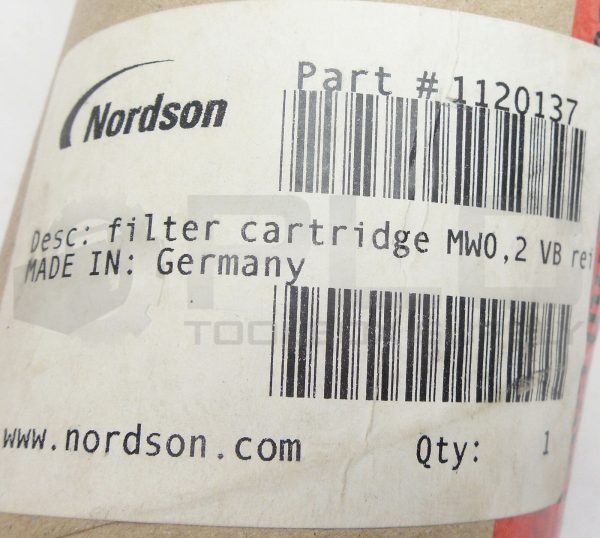 Nordson
Part # 1120137
Desc: filter cartridge MW0,2 VB
MADE IN: Germany
www.nordson.com
Qty: 1